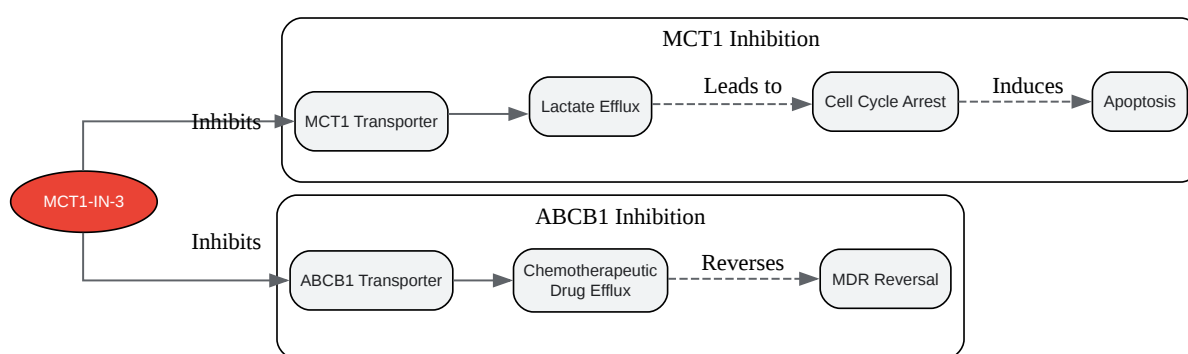 MCT1 Inhibition
Leads to
Induces
Lactate Efflux
Cell Cycle Arrest
Apoptosis
Inhibits
MCT1 Transporter
MCT1-IN-3
ABCB1 Inhibition
Inhibits
Reverses
ABCB1 Transporter
Chemotherapeutic
Drug Efflux
MDR Reversal